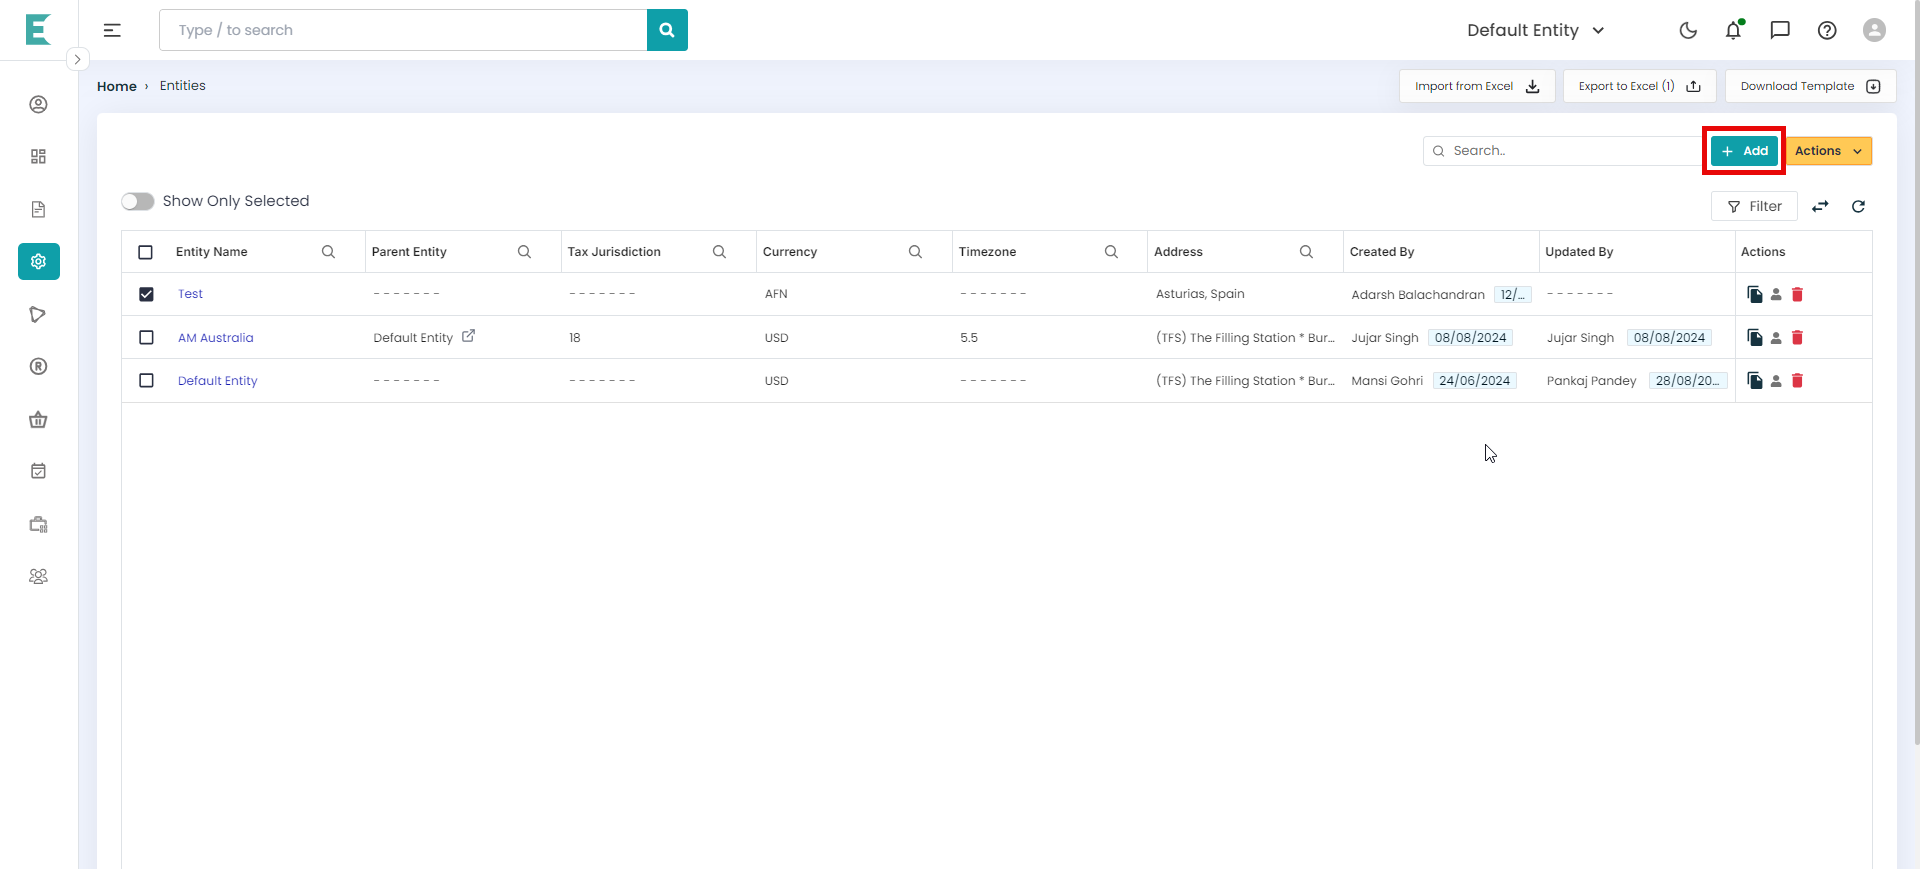 E
Type / to search
Default Entity
Home › Entities
Import from Excel
Export to Excel (1)
Download Template
Search..
+ Add
Actions
Show Only Selected
Filter
Entity Name Parent Entity Tax Jurisdiction Currency Timezone Address Created By Updated By Actions
Test - - - - - - - - - - - - - - AFN - - - - - - - Asturias, Spain Adarsh Balachandran 12/... - - - - - - -
AM Australia Default Entity 18 USD 5.5 (TFS) The Filling Station * Bur... Jujar Singh 08/08/2024 Jujar Singh 08/08/2024
Default Entity - - - - - - - - - - - - - - USD - - - - - - - (TFS) The Filling Station * Bur... Mansi Gohri 24/06/2024 Pankaj Pandey 28/08/20...